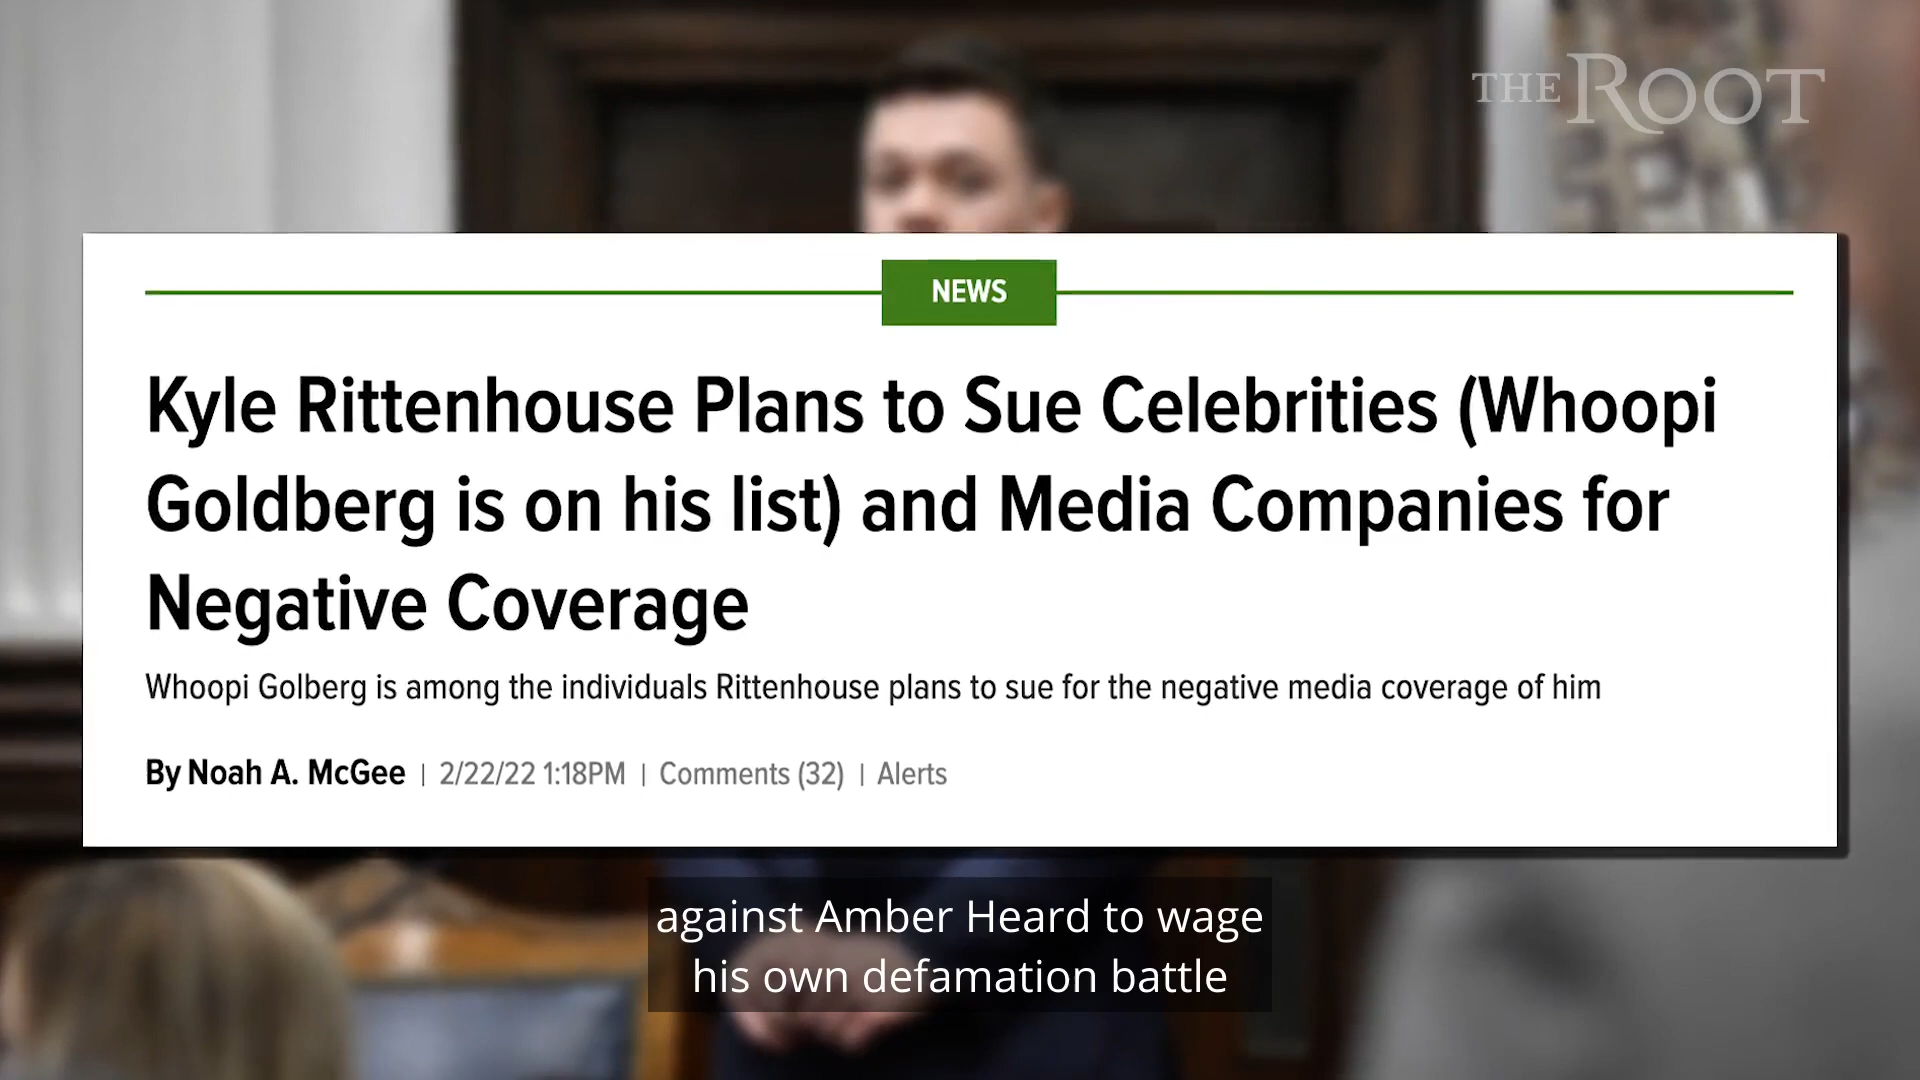 THE ROOT
NEWS
Kyle Rittenhouse Plans to Sue Celebrities (Whoopi
Goldberg is on his list) and Media Companies for
Negative Coverage
Whoopi Golberg is among the individuals Rittenhouse plans to sue for the negative media coverage of him
By Noah A. McGee | 2/22/22 1:18PM | Comments (32) | Alerts
against Amber Heard to wage
his own defamation battle